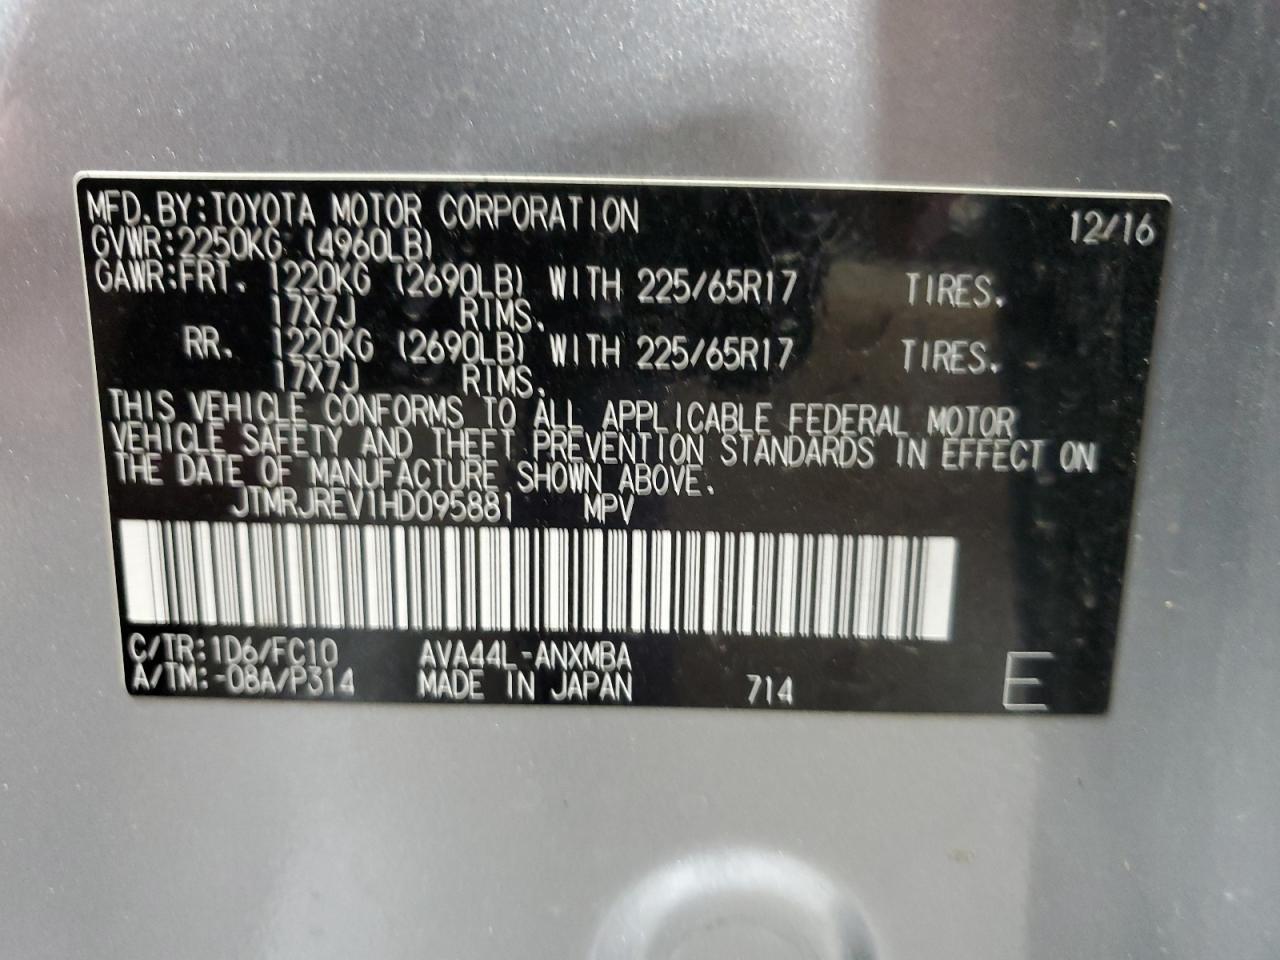 MFD.BY:TOYOTA MOTOR CORPORATION 12/16
GVWR:2250KG (4960LB)
GAWR:FRT. 1220KG (2690LB) WITH 225/65R17 TIRES.
17X7J RIMS.
RR. 1220KG (2690LB) WITH 225/65R17 TIRES.
17X7J RIMS.
THIS VEHICLE CONFORMS TO ALL APPLICABLE FEDERAL MOTOR
VEHICLE SAFETY AND THEFT PREVENTION STANDARDS IN EFFECT ON
THE DATE OF MANUFACTURE SHOWN ABOVE.
JTMRJREV1HD095881 MPV
C/TR:1D6/FC10 AVA44L-ANXMBA
A/TM:-08A/P314 MADE IN JAPAN 714 E